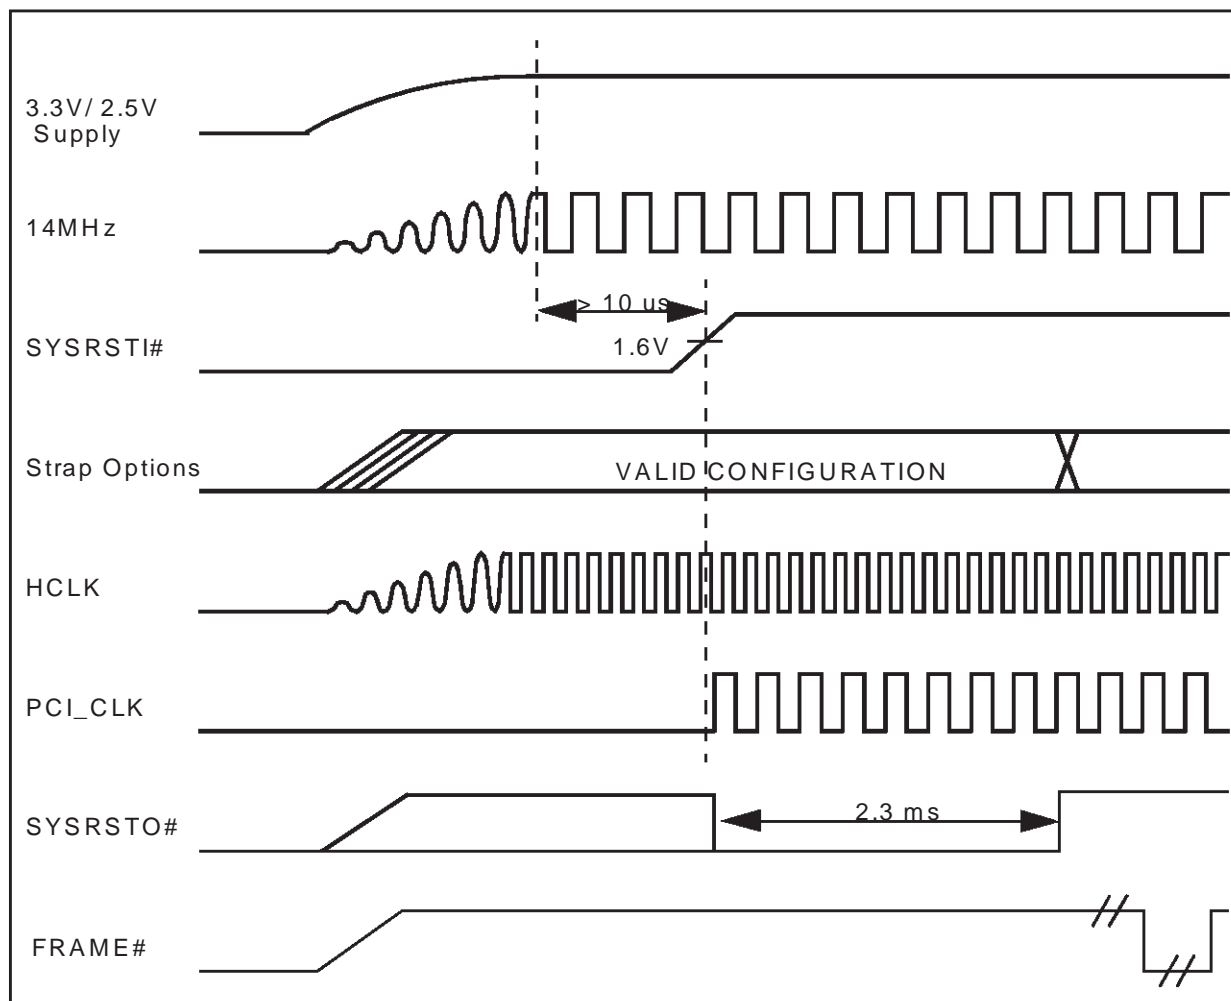 3.3V/ 2.5V
Supply
14MHz
> 10 us
1.6V
SYSRSTI#
Strap Options
VALID CONFIGURATION
HCLK
PCI_CLK
2.3 ms
SYSRSTO#
FRAME#